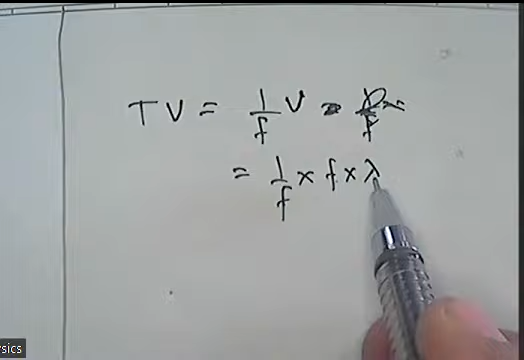 TV = 1/f V =
= 1/f × f × λ
sics